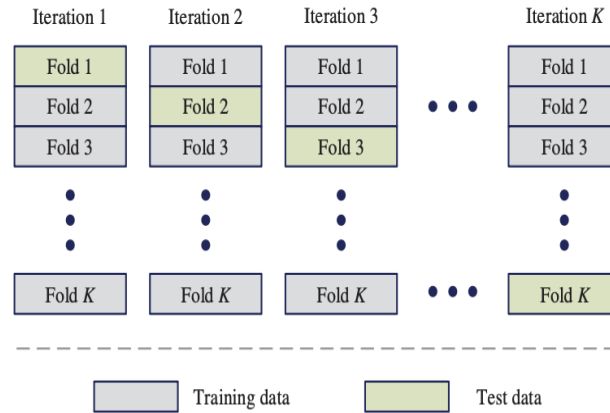 Iteration 1 Iteration 2 Iteration 3 Iteration K
Fold 1 Fold 1 Fold 1 Fold 1
Fold 2 Fold 2 Fold 2 Fold 2
Fold 3 Fold 3 Fold 3 Fold 3
Fold K Fold K Fold K Fold K
Training data Test data